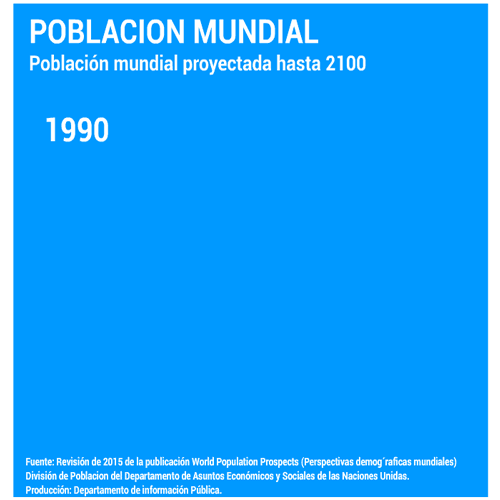 POBLACION MUNDIAL
Población mundial proyectada hasta 2100
1990
Fuente: Revisión de 2015 de la publicación World Population Prospects (Perspectivas demog´raficas mundiales)
División de Poblacion del Departamento de Asuntos Económicos y Sociales de las Naciones Unidas.
Producción: Departamento de información Pública.